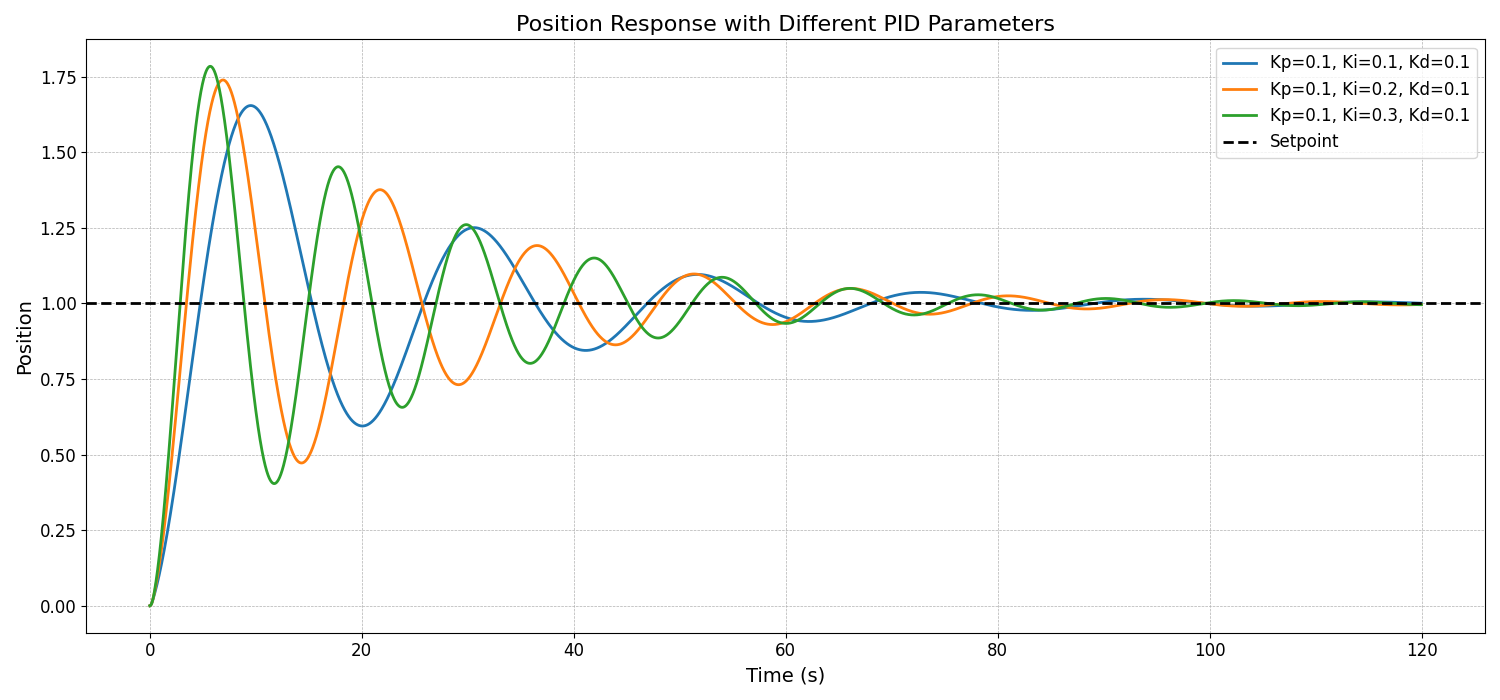 Position Response with Different PID Parameters
Kp=0.1, Ki=0.1, Kd=0.1
Kp=0.1, Ki=0.2, Kd=0.1
Kp=0.1, Ki=0.3, Kd=0.1
Setpoint
Position
1.75
1.50
1.25
1.00
0.75
0.50
0.25
0.00
0 20 40 60 80 100 120
Time (s)